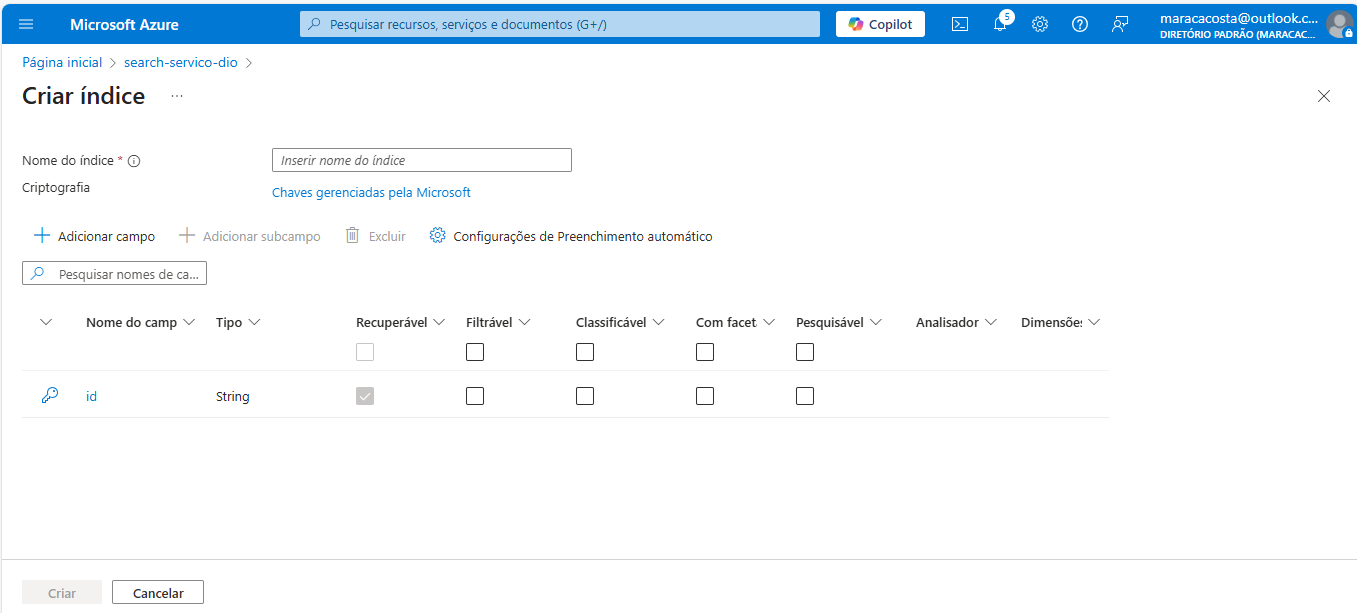 Microsoft Azure
Pesquisar recursos, serviços e documentos (G+/)
Copilot
5
maracacosta@outlook.c...
DIRETÓRIO PADRÃO (MARACAC...
Página inicial > search-servico-dio >
Criar índice ...
Nome do índice *
Inserir nome do índice
Criptografia
Chaves gerenciadas pela Microsoft
Adicionar campo
Adicionar subcampo
Excluir
Configurações de Preenchimento automático
Pesquisar nomes de ca...
Nome do camp Tipo Recuperável Filtrável Classificável Com facet Pesquisável Analisador Dimensões
id String
Criar Cancelar